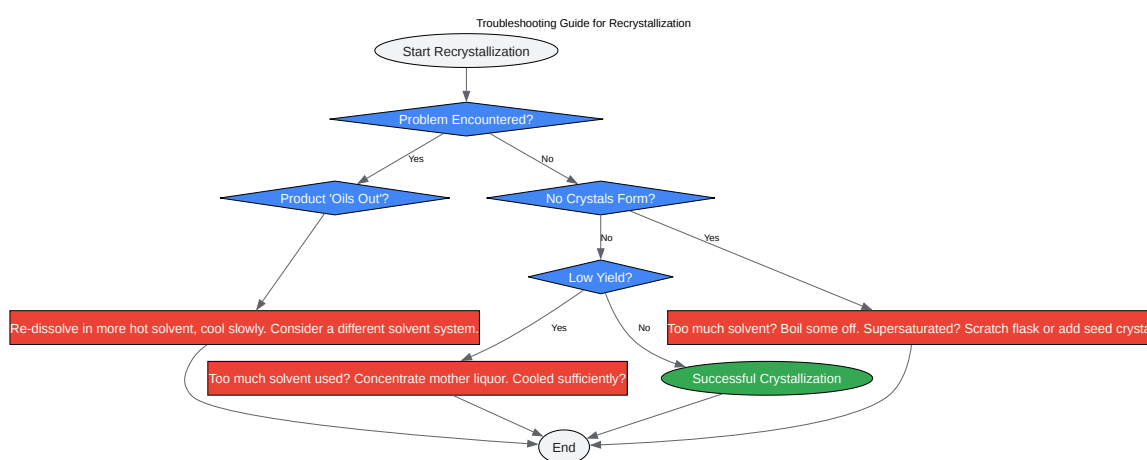 Troubleshooting Guide for Recrystallization
Start Recrystallization
Problem Encountered?
Yes
No
Product 'Oils Out'?
No Crystals Form?
No
Yes
Low Yield?
Re-dissolve in more hot solvent, cool slowly. Consider a different solvent system.
Yes
No
Too much solvent? Boil some off. Supersaturated? Scratch flask or add seed
Too much solvent used? Concentrate mother liquor. Cooled sufficiently?
Successful Crystallization
End